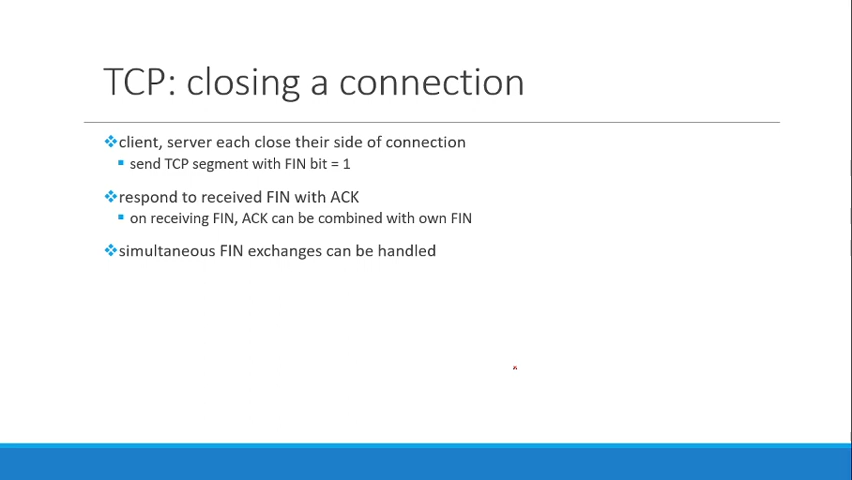 TCP: closing a connection
❖client, server each close their side of connection
▪ send TCP segment with FIN bit = 1
❖respond to received FIN with ACK
▪ on receiving FIN, ACK can be combined with own FIN
❖simultaneous FIN exchanges can be handled